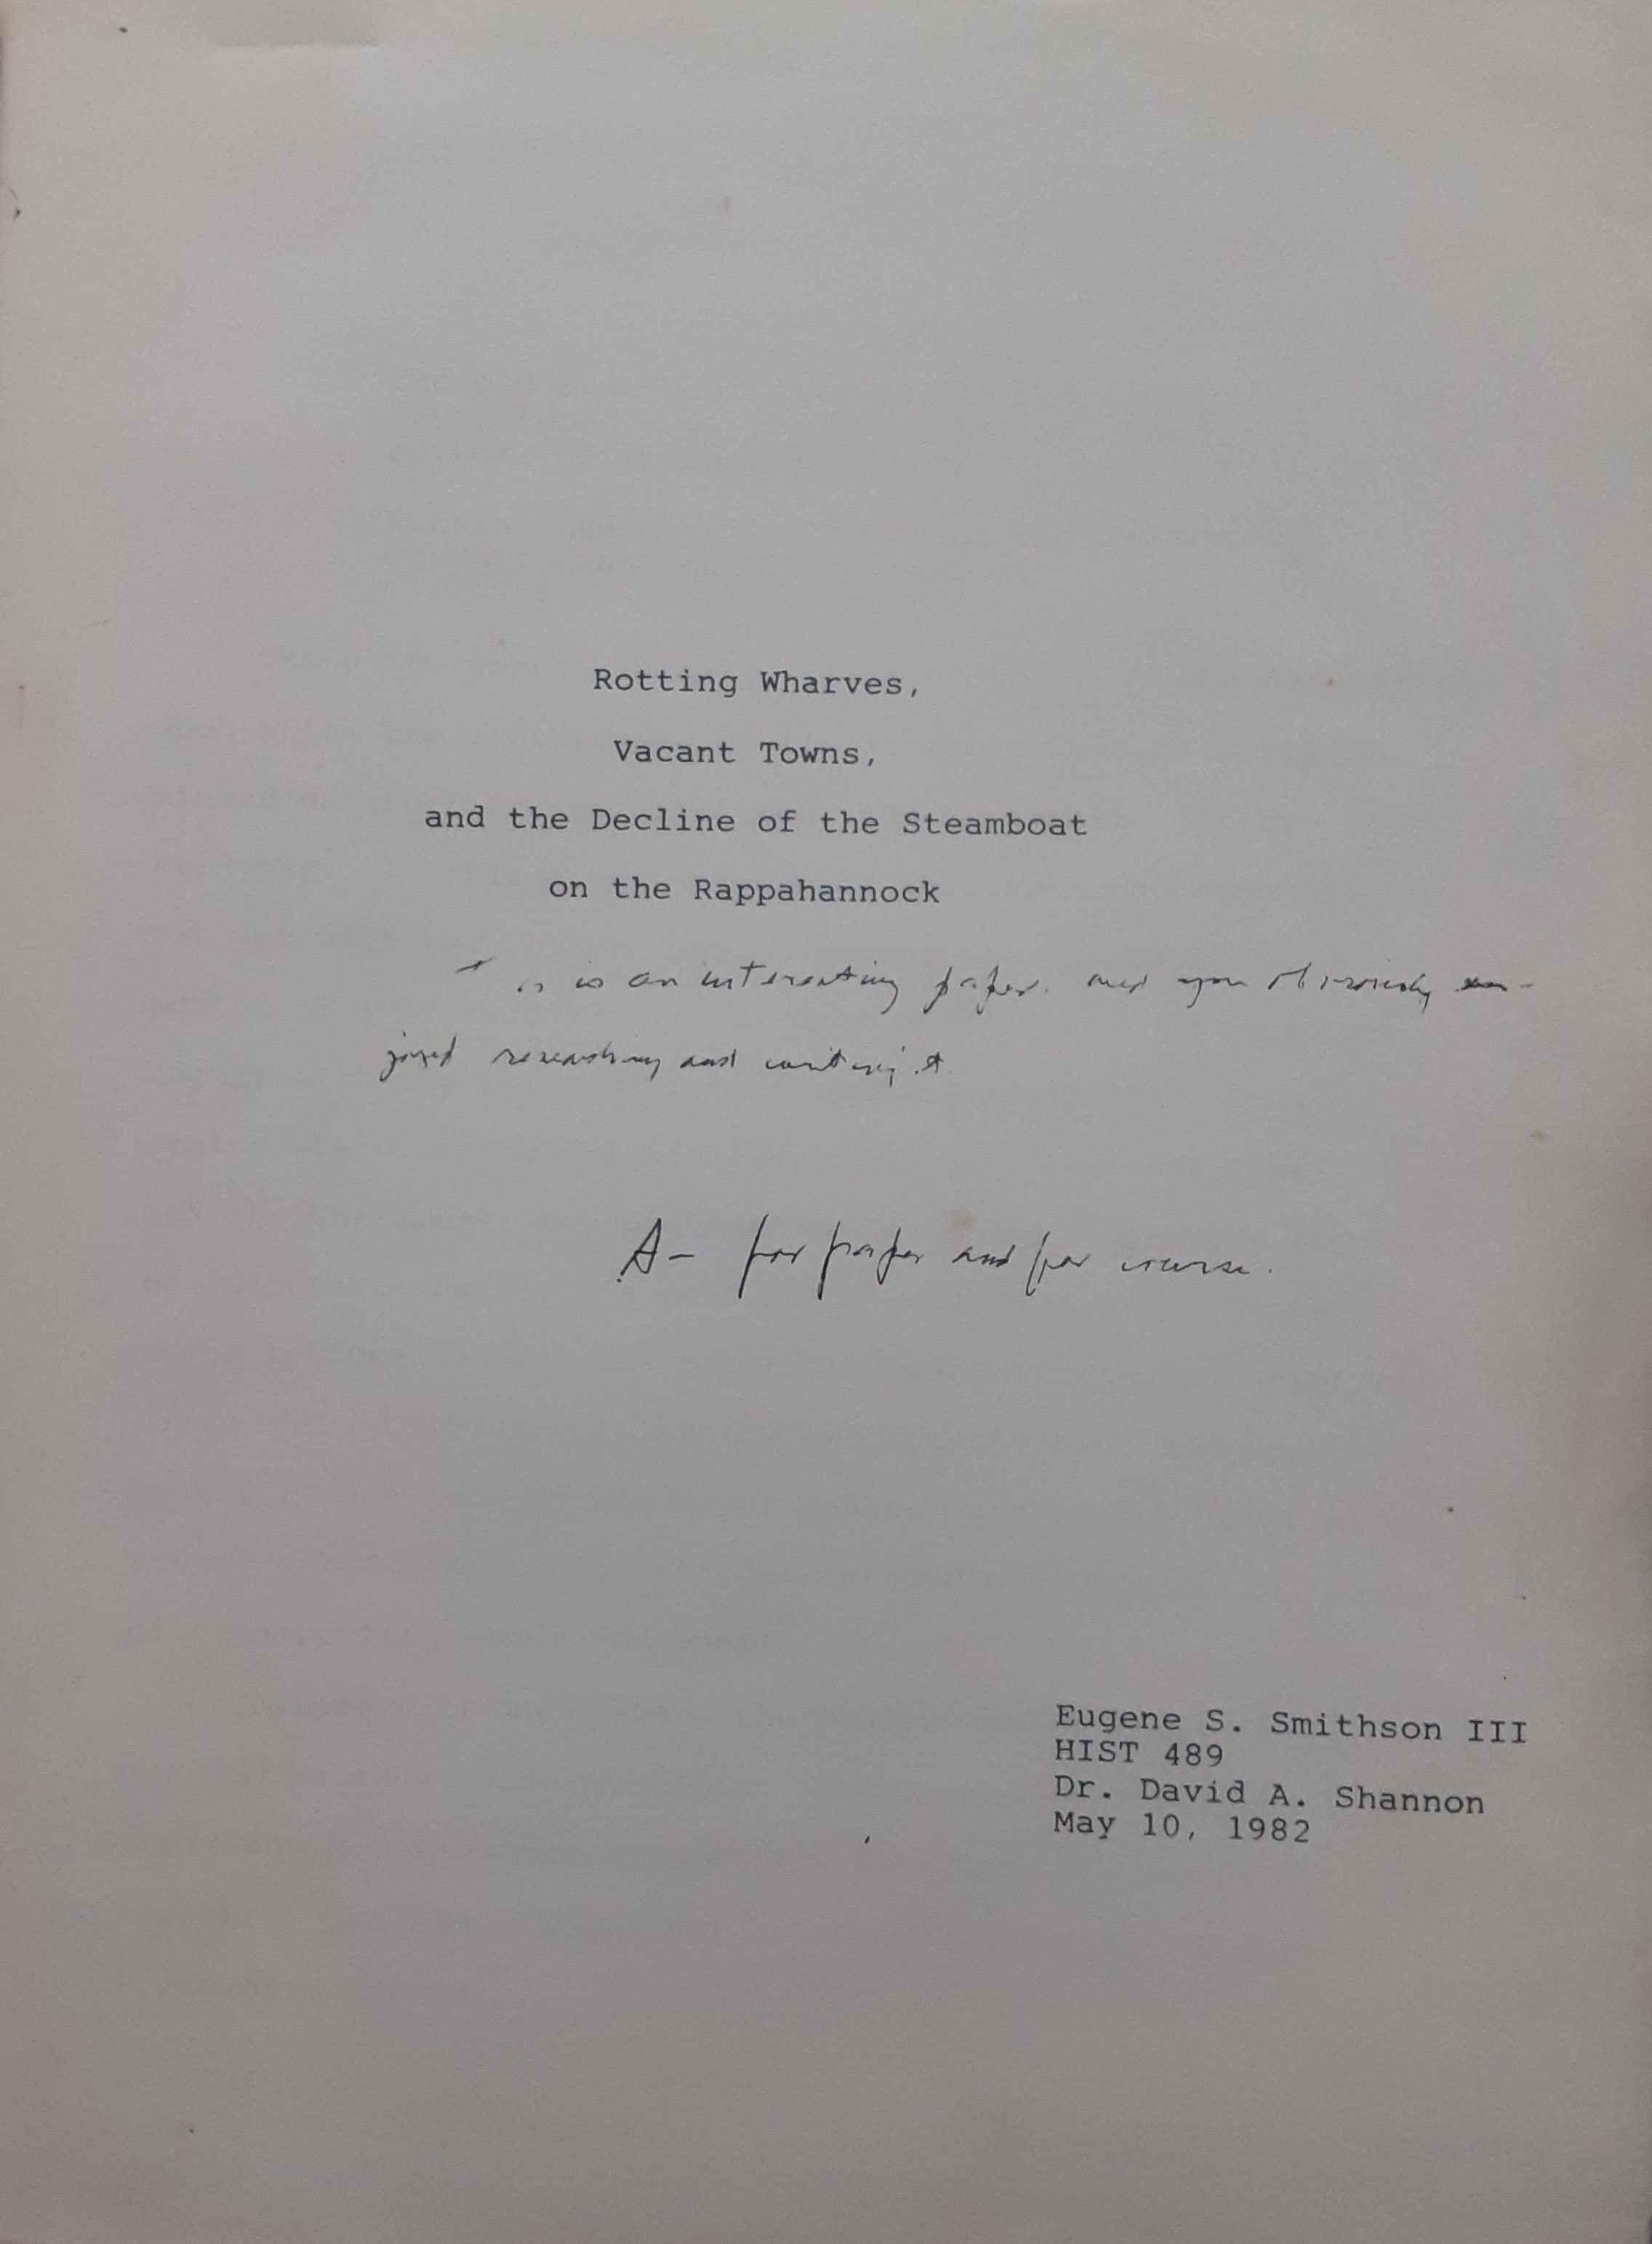 Rotting Wharves,
Vacant Towns,
and the Decline of the Steamboat
on the Rappahannock
is an interesting paper. and you obviously en-
joyed researching and writing it.
A- for paper and for course.
Eugene S. Smithson III
HIST 489
Dr. David A. Shannon
May 10, 1982